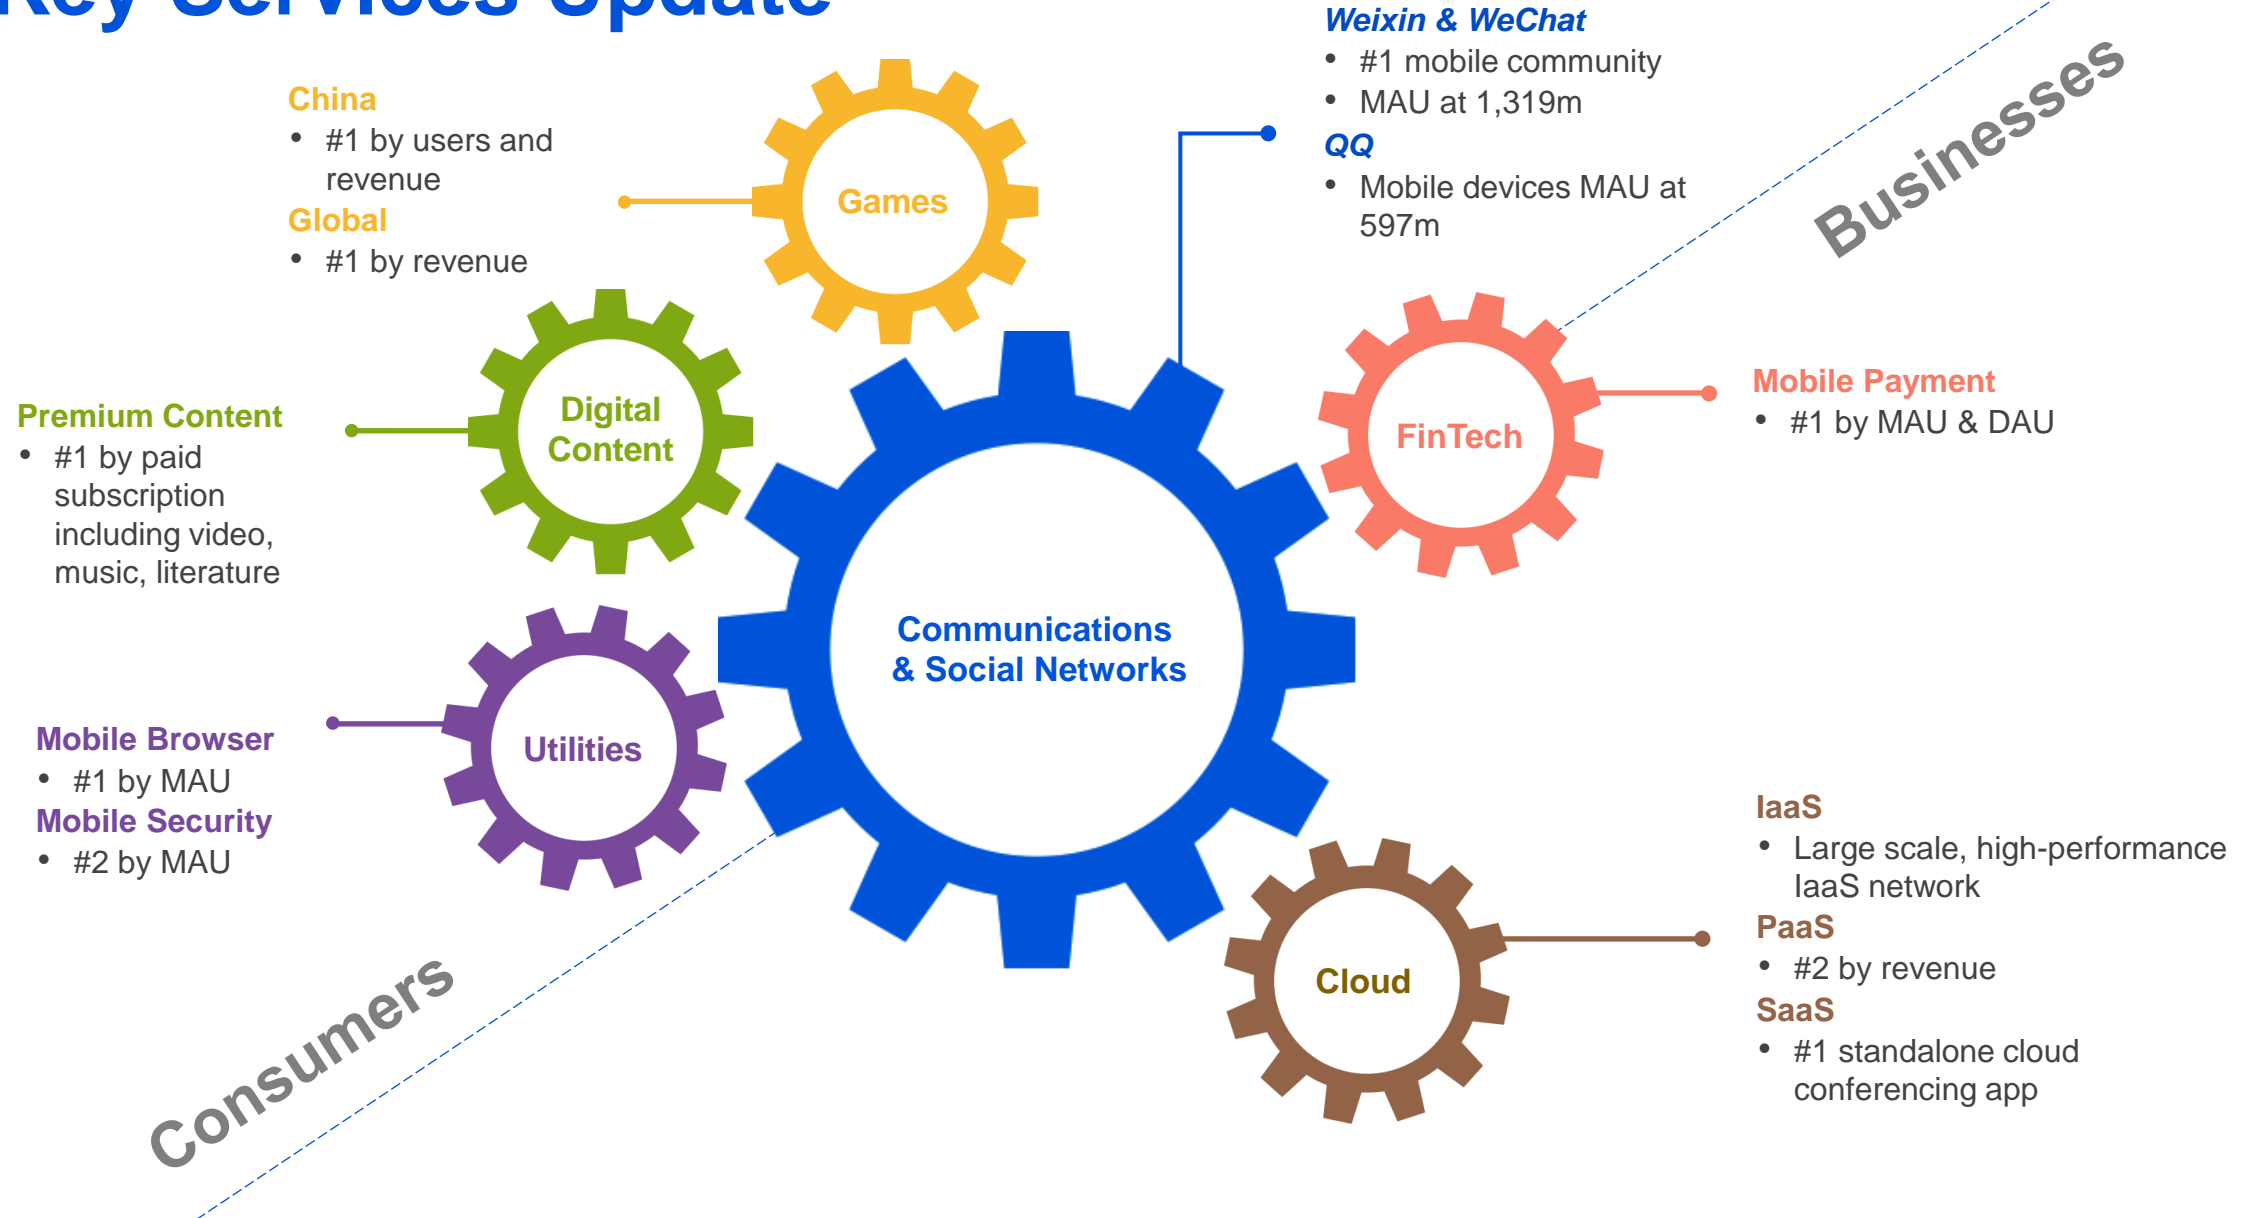 Key Services Update
Weixin & WeChat
• #1 mobile community
• MAU at 1,319m
QQ
• Mobile devices MAU at
597m
Businesses
China
• #1 by users and
revenue
Global
• #1 by revenue
Games
Premium Content
• #1 by paid
subscription
including video,
music, literature
Digital
Content
FinTech
Mobile Payment
• #1 by MAU & DAU
Communications
& Social Networks
Mobile Browser
• #1 by MAU
Mobile Security
• #2 by MAU
Utilities
Consumers
Cloud
IaaS
• Large scale, high-performance
IaaS network
PaaS
• #2 by revenue
SaaS
• #1 standalone cloud
conferencing app